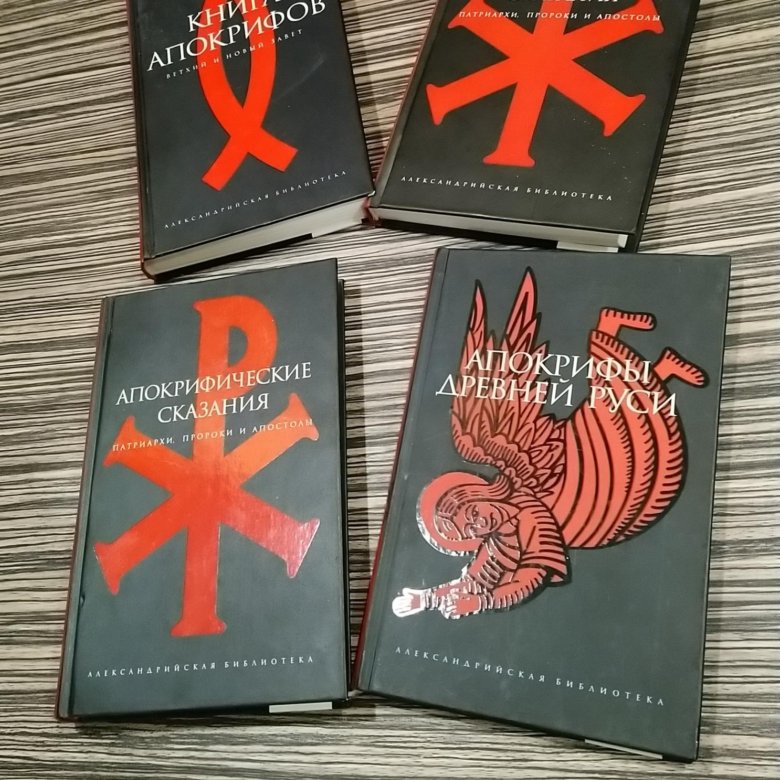 КНИГА
АПОКРИФОВ
ВЕТХИЙ И НОВЫЙ ЗАВЕТ
АЛЕКСАНДРИЙСКАЯ БИБЛИОТЕКА
ПАТРИАРХИ, ПРОРОКИ И АПОСТОЛЫ
АЛЕКСАНДРИЙСКАЯ БИБЛИОТЕКА
АПОКРИФИЧЕСКИЕ
СКАЗАНИЯ
ПАТРИАРХИ, ПРОРОКИ И АПОСТОЛЫ
АЛЕКСАНДРИЙСКАЯ БИБЛИОТЕКА
АПОКРИФЫ
ДРЕВНЕЙ РУСИ
АЛЕКСАНДРИЙСКАЯ БИБЛИОТЕКА